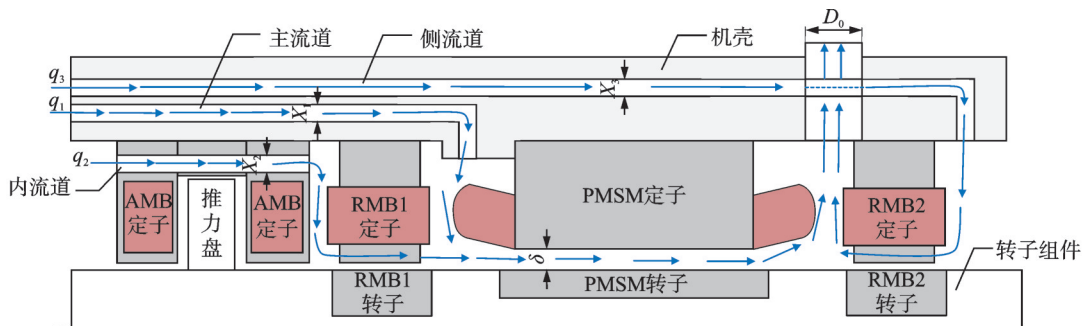 主流道
侧流道
机壳
D₀
q₃
X₃
q₁
X₁
q₂
X₂
内流道
AMB
定子
推
力
盘
AMB
定子
RMB1
定子
PMSM定子
RMB2
定子
δ
转子组件
RMB1
转子
PMSM转子
RMB2
转子